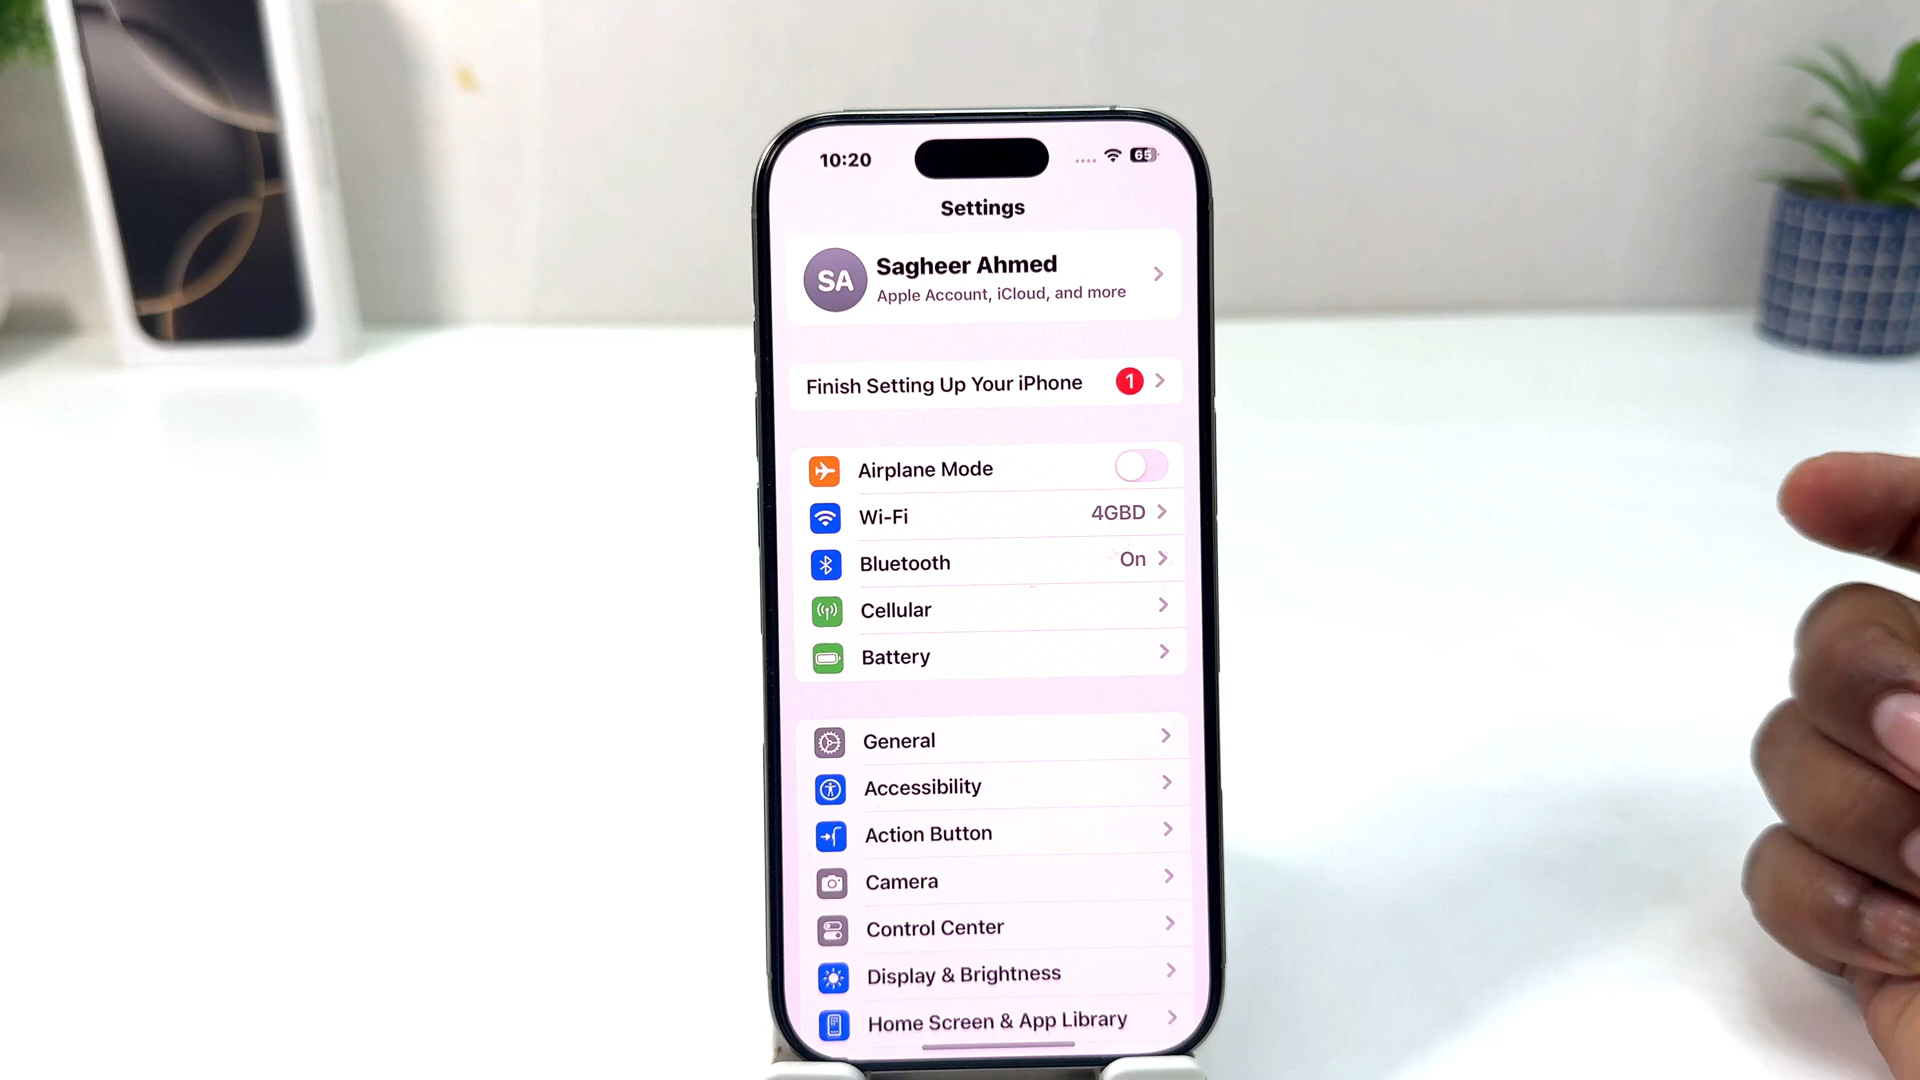 10:20
65
Settings
SA
Sagheer Ahmed
Apple Account, iCloud, and more
Finish Setting Up Your iPhone 1
Airplane Mode
Wi-Fi 4GBD
Bluetooth On
Cellular
Battery
General
Accessibility
Action Button
Camera
Control Center
Display & Brightness
Home Screen & App Library